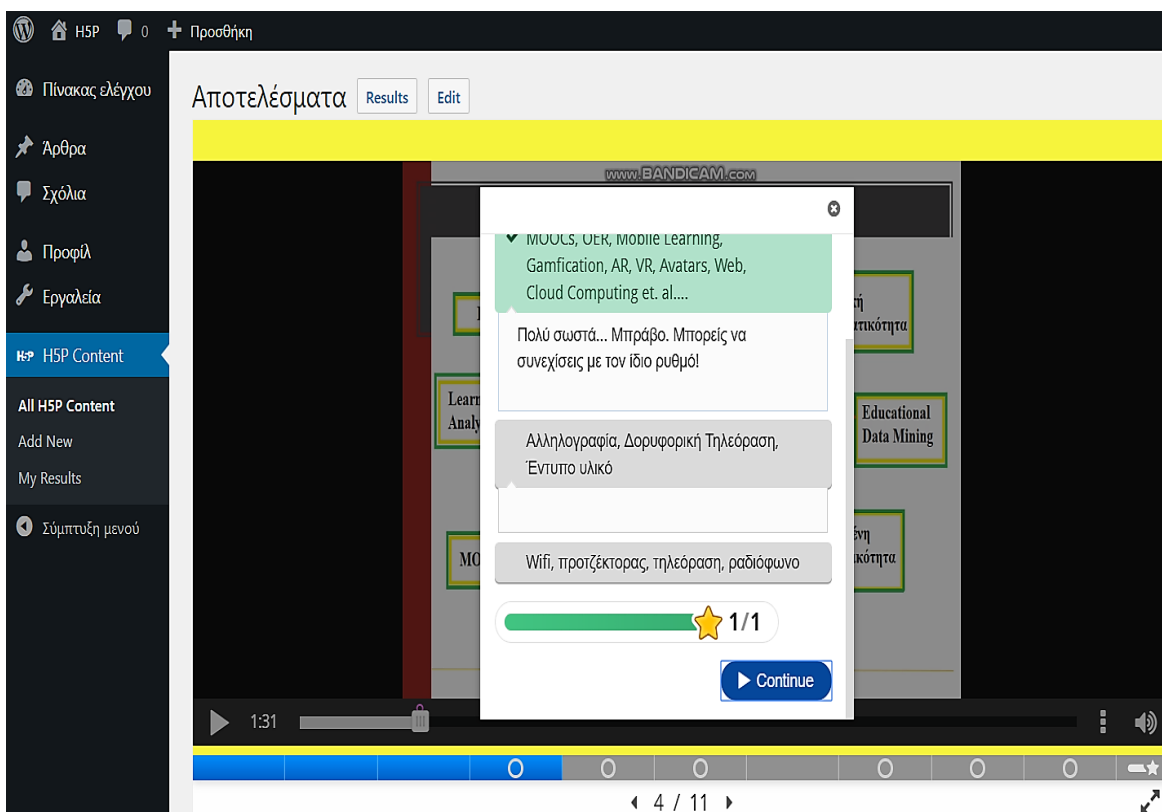 H5P 0 Προσθήκη
Πίνακας ελέγχου
Άρθρα
Σχόλια
Προφίλ
Εργαλεία
H5P H5P Content
All H5P Content
Add New
My Results
Σύμπτυξη μενού
Αποτελέσματα Results Edit
www.BANDICAM.com
MOOCs, OER, Mobile Learning,
Gamfication, AR, VR, Avatars, Web,
Cloud Computing et. al....
Πολύ σωστά... Μπράβο. Μπορείς να
συνεχίσεις με τον ίδιο ρυθμό!
Αλληλογραφία, Δορυφορική Τηλεόραση,
Έντυπο υλικό
Wifi, προτζέκτορας, τηλεόραση, ραδιόφωνο
1/1
Continue
Educational
Data Mining
1:31
4 / 11